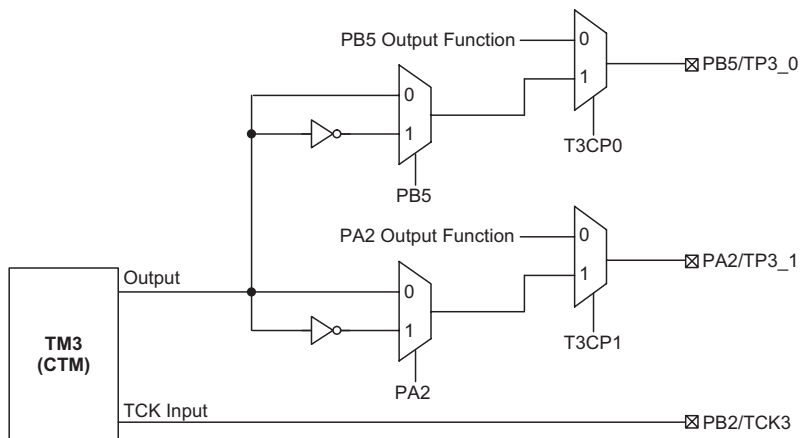 PB5 Output Function
0
1
PB5/TP3_0
0
1
T3CP0
PB5
PA2 Output Function
0
1
PA2/TP3_1
Output
0
1
T3CP1
TM3
(CTM)
PA2
TCK Input
PB2/TCK3